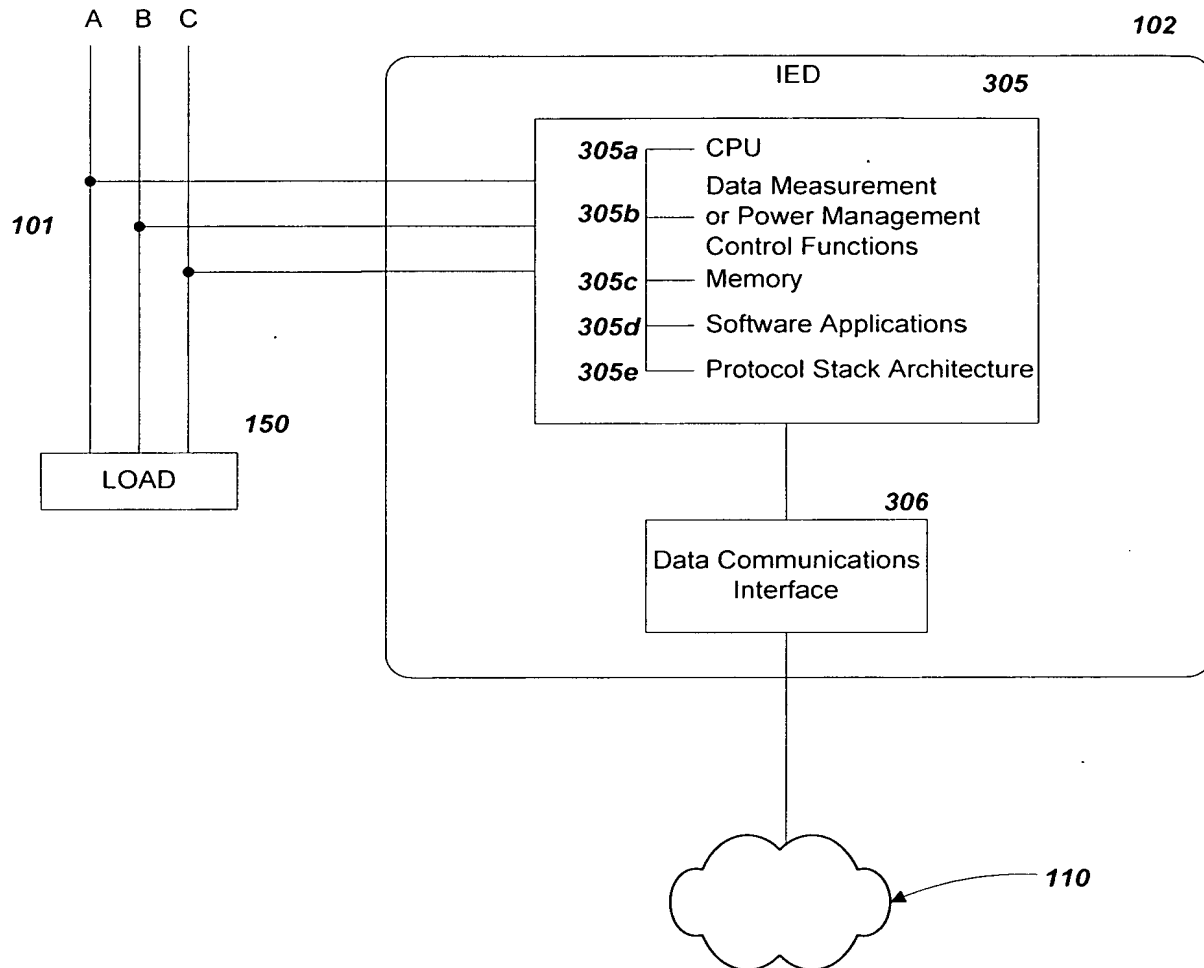 A B C
102
IED
305
305a CPU
Data Measurement
305b or Power Management
Control Functions
305c Memory
305d Software Applications
305e Protocol Stack Architecture
101
150
LOAD
306
Data Communications
Interface
110